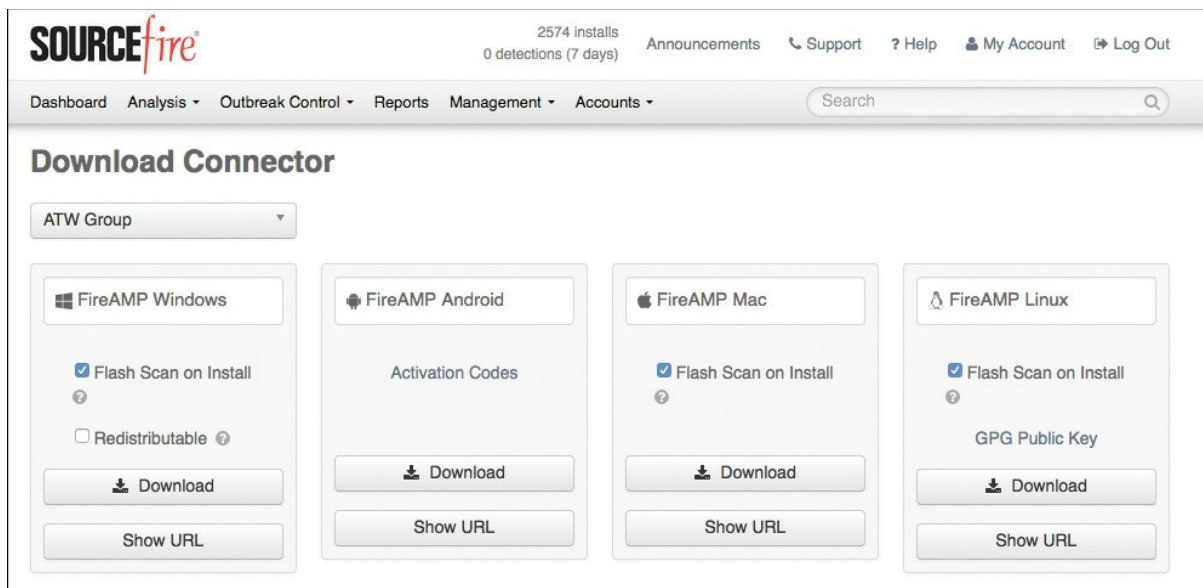 SOURCEfire®
2574 installs
0 detections (7 days)
Announcements
Support
? Help
My Account
Log Out
Dashboard
Analysis
Outbreak Control
Reports
Management
Accounts
Search
Download Connector
ATW Group
FireAMP Windows
Flash Scan on Install
?
Redistributable ?
Download
Show URL
FireAMP Android
Activation Codes
Download
Show URL
FireAMP Mac
Flash Scan on Install
?
Download
Show URL
FireAMP Linux
Flash Scan on Install
?
GPG Public Key
Download
Show URL